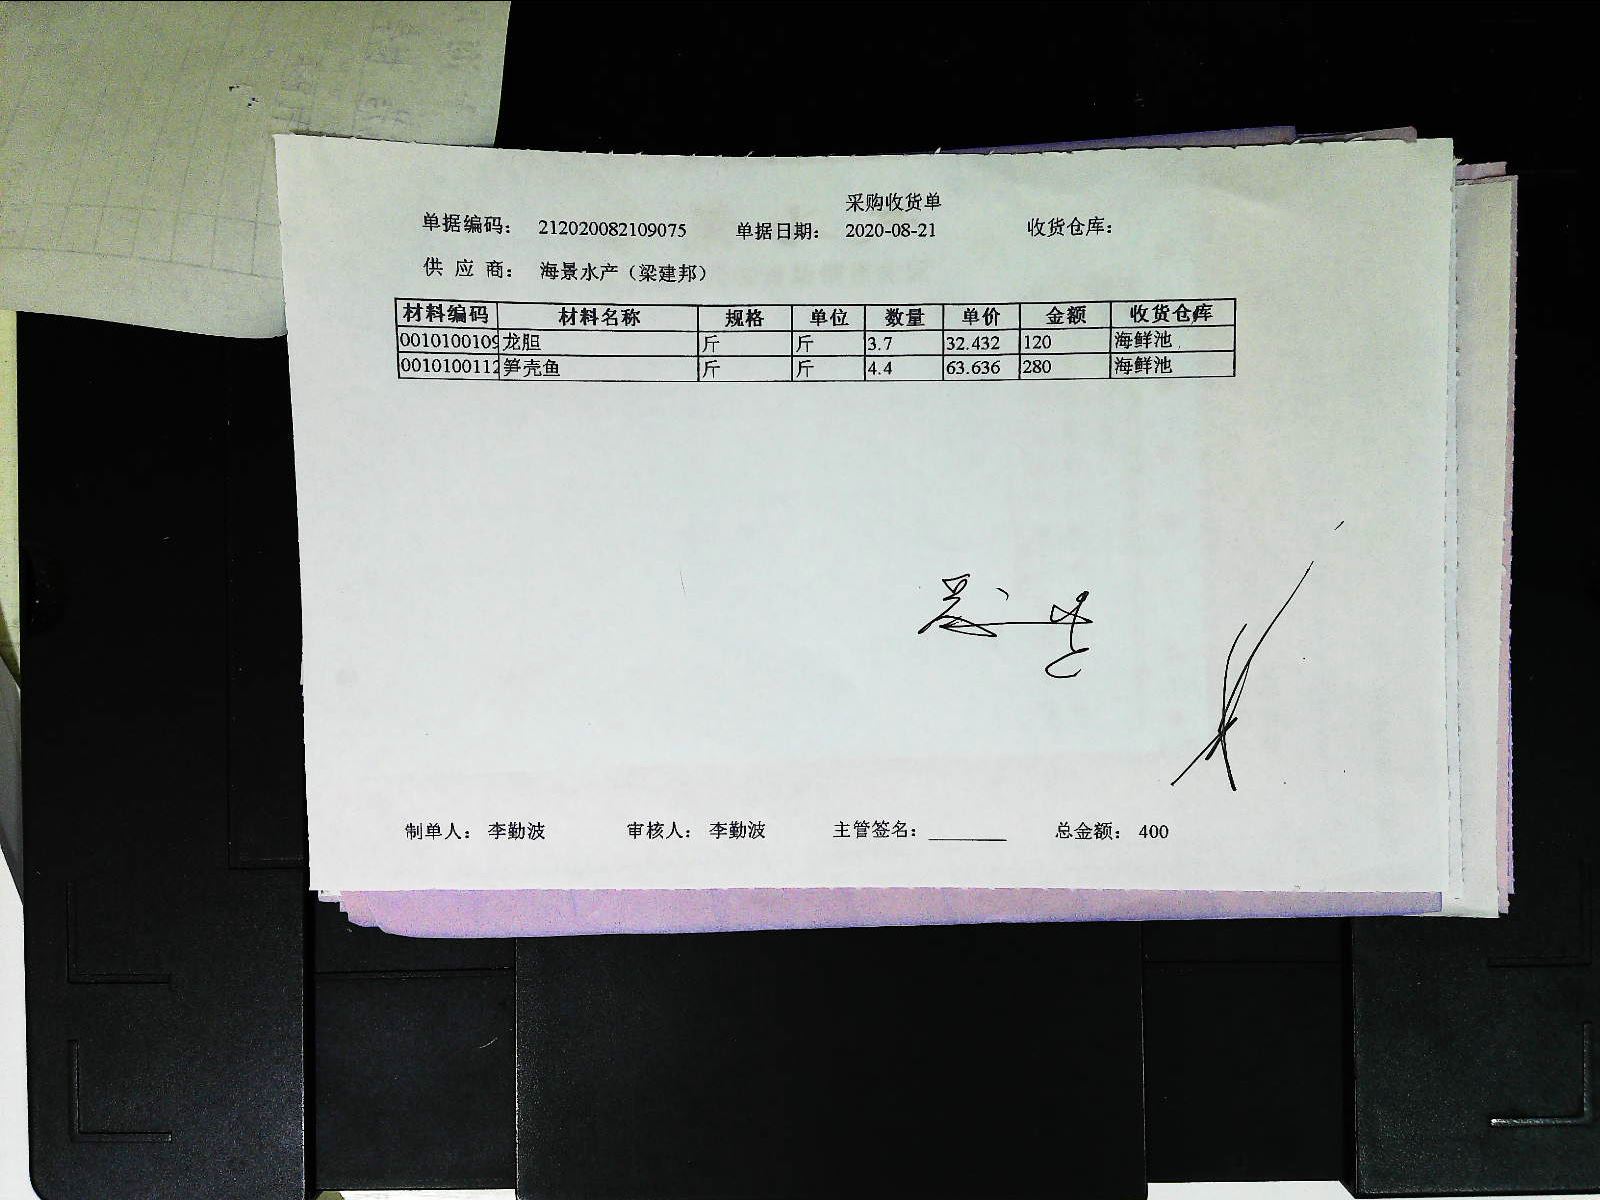 采购收货单
单据编码： 212020082109075 单据日期： 2020-08-21 收货仓库：
供 应 商： 海景水产（梁建邦）
材料编码 材料名称 规格 单位 数量 单价 金额 收货仓库
0010100109 龙胆 斤 斤 3.7 32.432 120 海鲜池
0010100112 笋壳鱼 斤 斤 4.4 63.636 280 海鲜池
制单人： 李勤波 审核人： 李勤波 主管签名： 总金额： 400